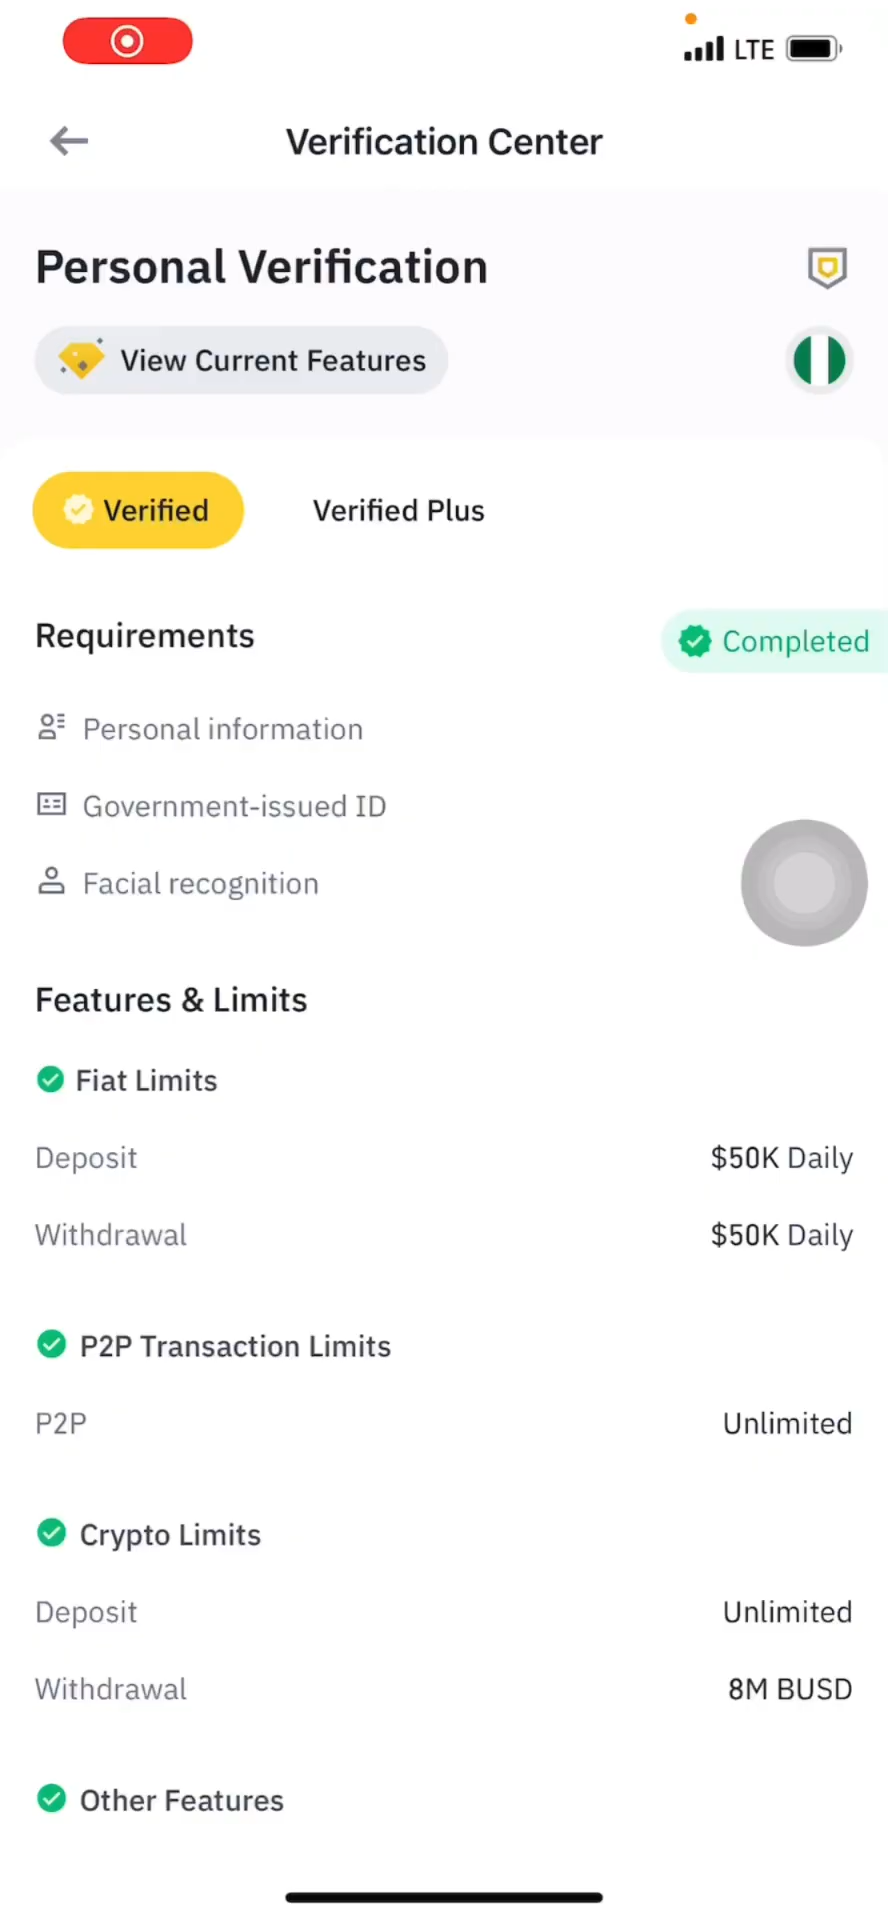 LTE
Verification Center
Personal Verification
View Current Features
Verified
Verified Plus
Requirements
Completed
Personal information
Government-issued ID
Facial recognition
Features & Limits
Fiat Limits
Deposit $50K Daily
Withdrawal $50K Daily
P2P Transaction Limits
P2P Unlimited
Crypto Limits
Deposit Unlimited
Withdrawal 8M BUSD
Other Features